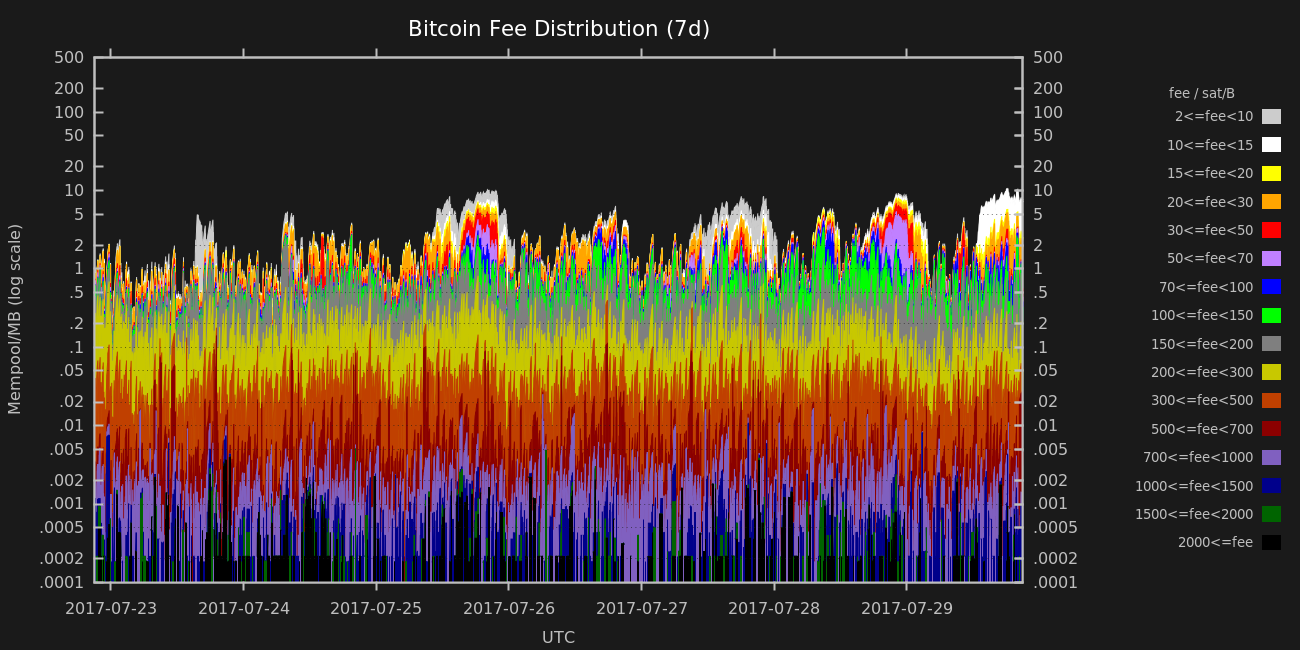 Bitcoin Fee Distribution (7d)
500 500
200 200
100 100
50 50
20 20
10 10
5 5
2 2
1 1
.5 .5
.2 .2
.1 .1
.05 .05
.02 .02
.01 .01
.005 .005
.002 .002
.001 .001
.0005 .0005
.0002 .0002
.0001 .0001
Mempool/MB (log scale)
2017-07-23 2017-07-24 2017-07-25 2017-07-26 2017-07-27 2017-07-28 2017-07-29
UTC
fee / sat/B
2<=fee<10
10<=fee<15
15<=fee<20
20<=fee<30
30<=fee<50
50<=fee<70
70<=fee<100
100<=fee<150
150<=fee<200
200<=fee<300
300<=fee<500
500<=fee<700
700<=fee<1000
1000<=fee<1500
1500<=fee<2000
2000<=fee